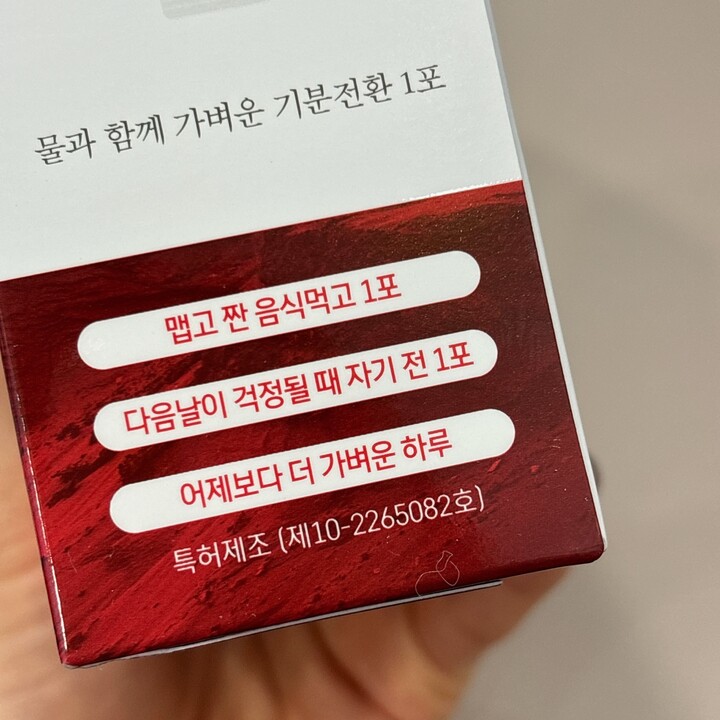 물과 함께 가벼운 기분전환 1포
맵고 짠 음식먹고 1포
다음날이 걱정될 때 자기 전 1포
어제보다 더 가벼운 하루
특허제조 (제10-2265082호)